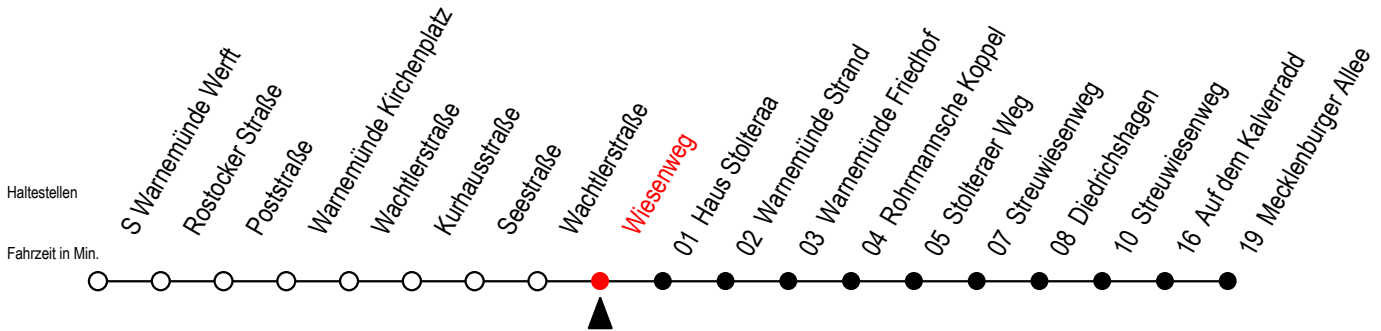 Haltestellen
Fahrzeit in Min.
S Warnemünde Werft
Rostocker Straße
Poststraße
Warnemünde Kirchenplatz
Wachtlerstraße
Kurhausstraße
Seestraße
Wachtlerstraße
Wiesenweg
01 Haus Stolteraa
02 Warnemünde Strand
03 Warnemünde Friedhof
04 Rohrmannsche Koppel
05 Stolteraer Weg
07 Streuwiesenweg
08 Diedrichshagen
10 Streuwiesenweg
16 Auf dem Kalverradd
19 Mecklenburger Allee